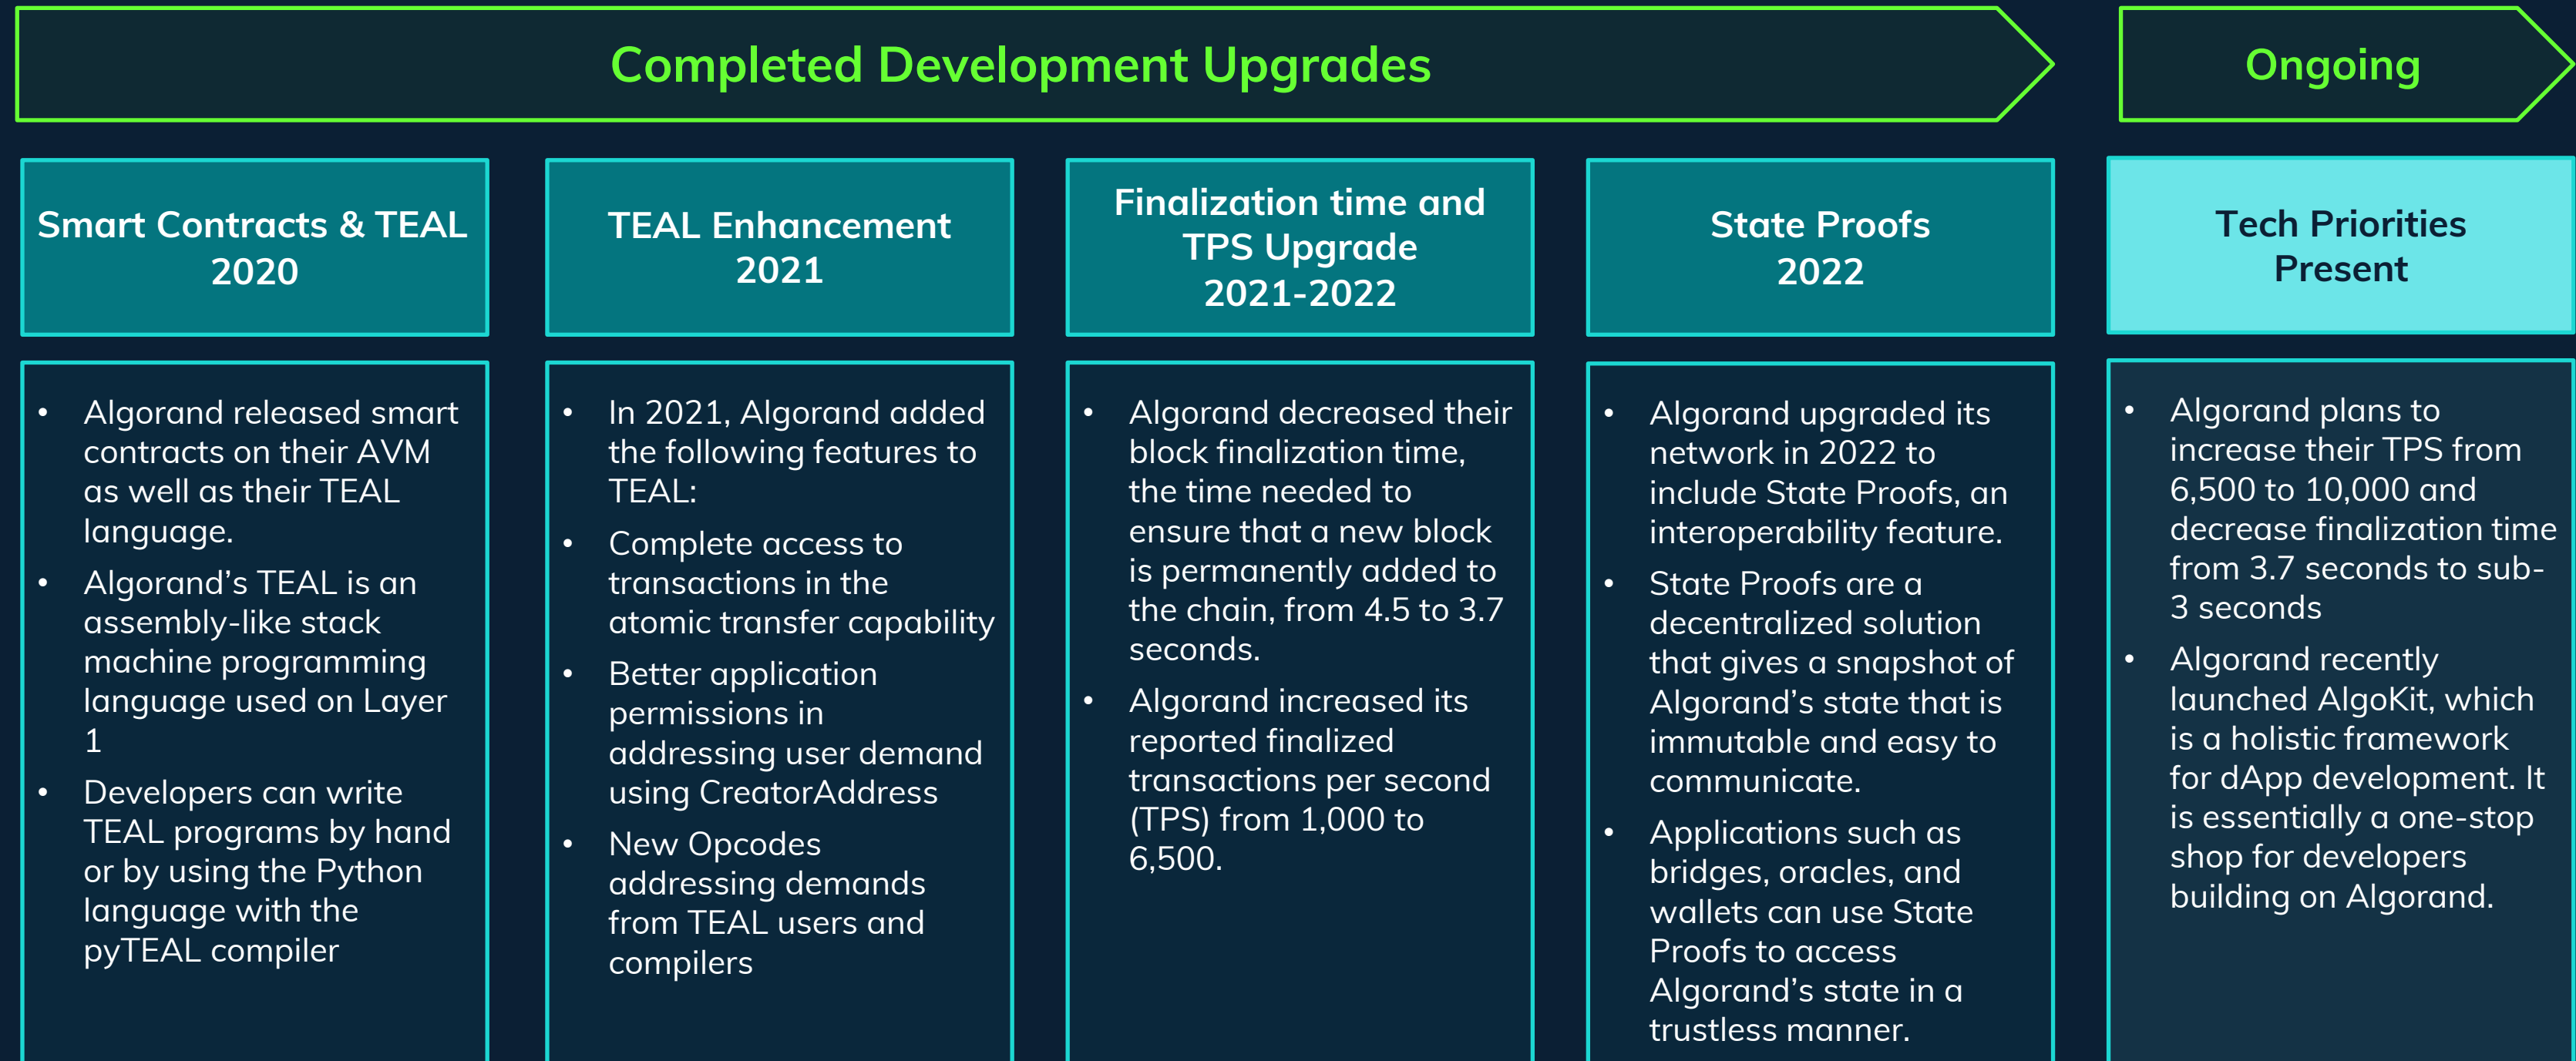 Completed Development Upgrades
Ongoing
Smart Contracts & TEAL
2020
• Algorand released smart
contracts on their AVM
as well as their TEAL
language.
• Algorand’s TEAL is an
assembly-like stack
machine programming
language used on Layer
1
• Developers can write
TEAL programs by hand
or by using the Python
language with the
pyTEAL compiler
TEAL Enhancement
2021
• In 2021, Algorand added
the following features to
TEAL:
• Complete access to
transactions in the
atomic transfer capability
• Better application
permissions in
addressing user demand
using CreatorAddress
• New Opcodes
addressing demands
from TEAL users and
compilers
Finalization time and
TPS Upgrade
2021-2022
• Algorand decreased their
block finalization time,
the time needed to
ensure that a new block
is permanently added to
the chain, from 4.5 to 3.7
seconds.
• Algorand increased its
reported finalized
transactions per second
(TPS) from 1,000 to
6,500.
State Proofs
2022
• Algorand upgraded its
network in 2022 to
include State Proofs, an
interoperability feature.
• State Proofs are a
decentralized solution
that gives a snapshot of
Algorand’s state that is
immutable and easy to
communicate.
• Applications such as
bridges, oracles, and
wallets can use State
Proofs to access
Algorand’s state in a
trustless manner.
Tech Priorities
Present
• Algorand plans to
increase their TPS from
6,500 to 10,000 and
decrease finalization time
from 3.7 seconds to sub-
3 seconds
• Algorand recently
launched AlgoKit, which
is a holistic framework
for dApp development. It
is essentially a one-stop
shop for developers
building on Algorand.